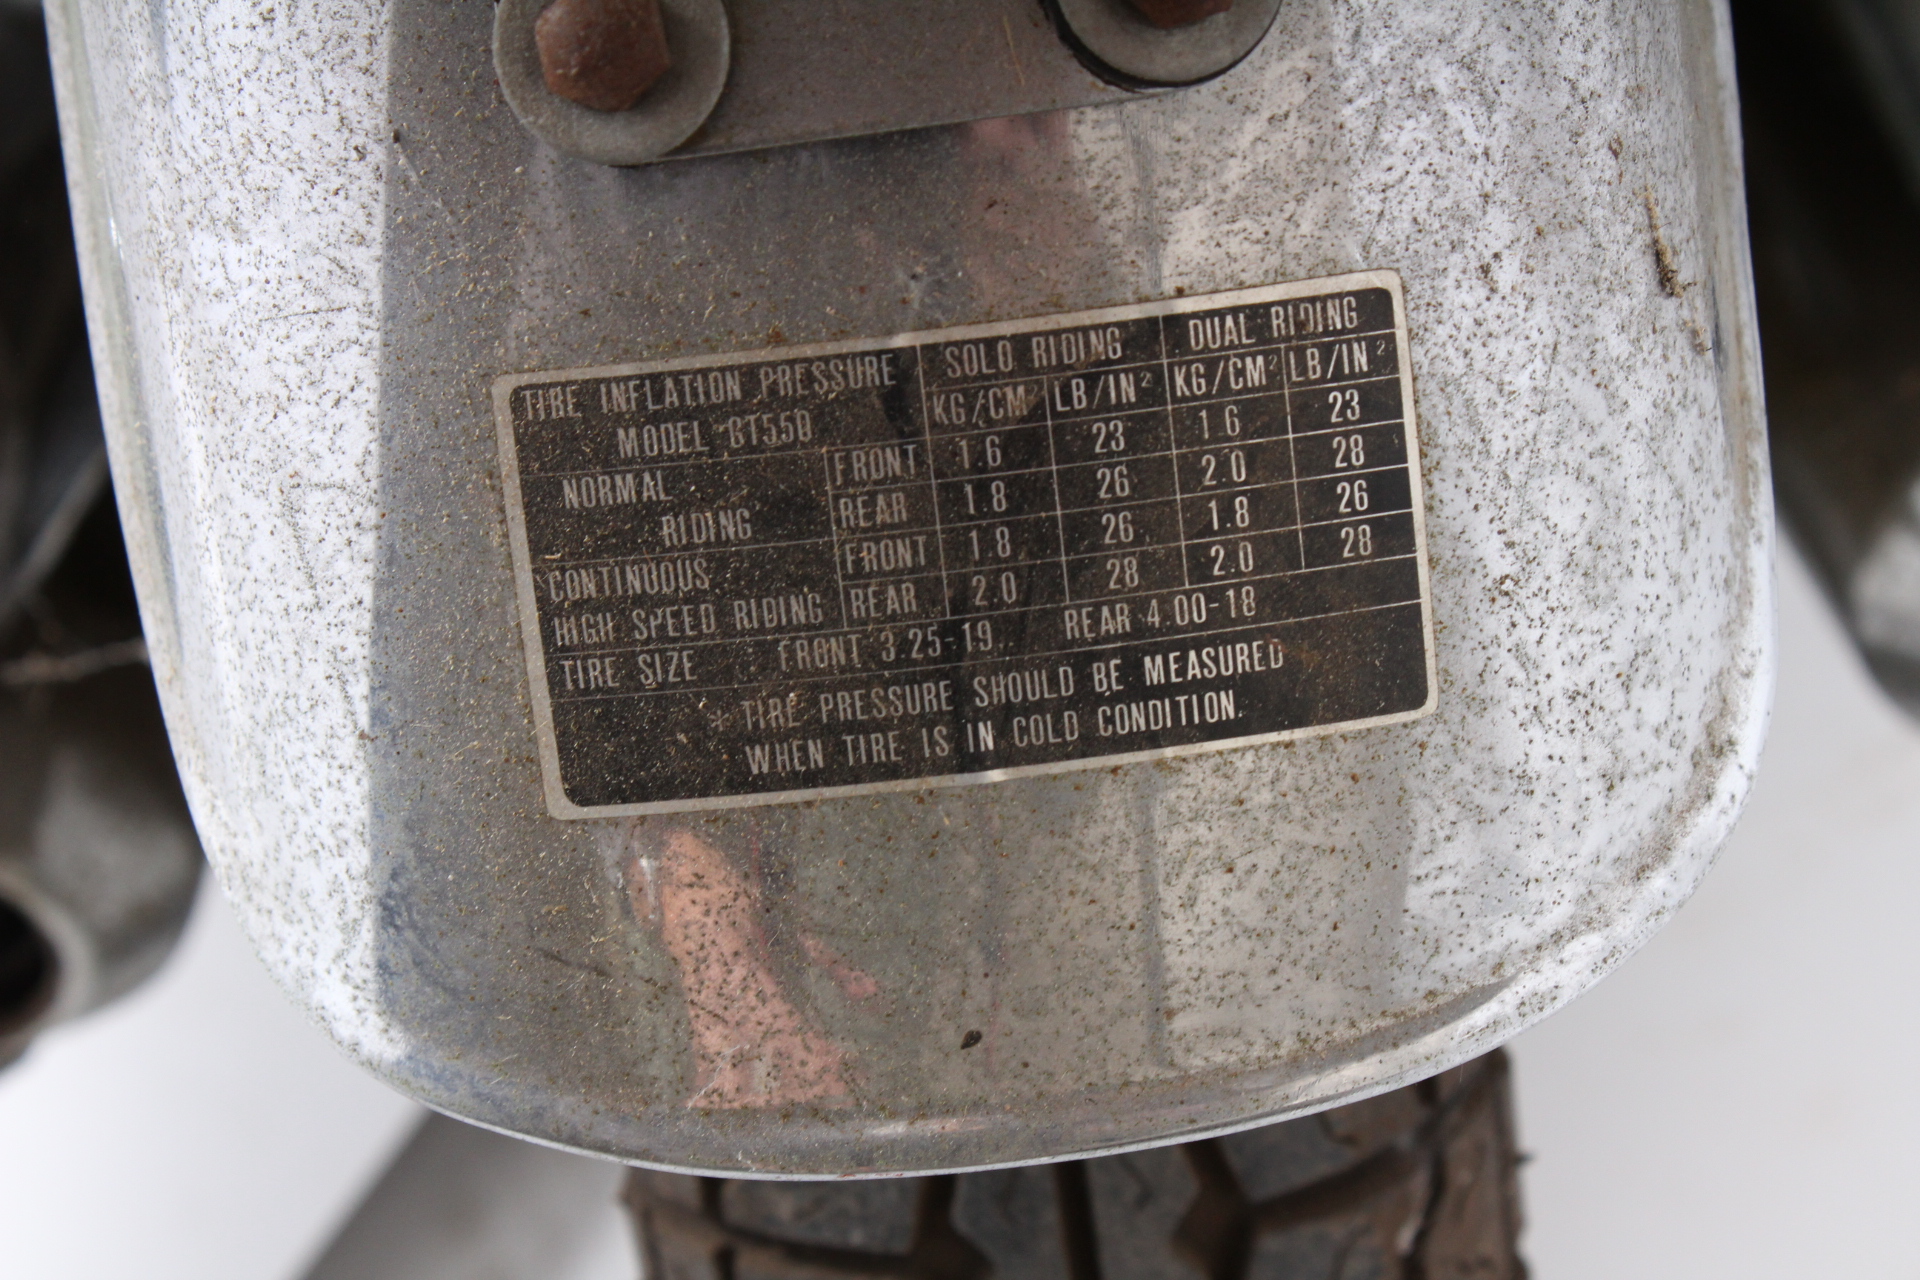 TIRE INFLATION PRESSURE SOLO RIDING DUAL RIDING
MODEL GT550 KG/CM² LB/IN² KG/CM² LB/IN²
NORMAL RIDING FRONT 1.6 23 1.6 23
REAR 1.8 26 2.0 28
CONTINUOUS HIGH SPEED RIDING FRONT 1.8 26 1.8 26
REAR 2.0 28 2.0 28
TIRE SIZE FRONT 3.25-19 REAR 4.00-18
* TIRE PRESSURE SHOULD BE MEASURED
WHEN TIRE IS IN COLD CONDITION.